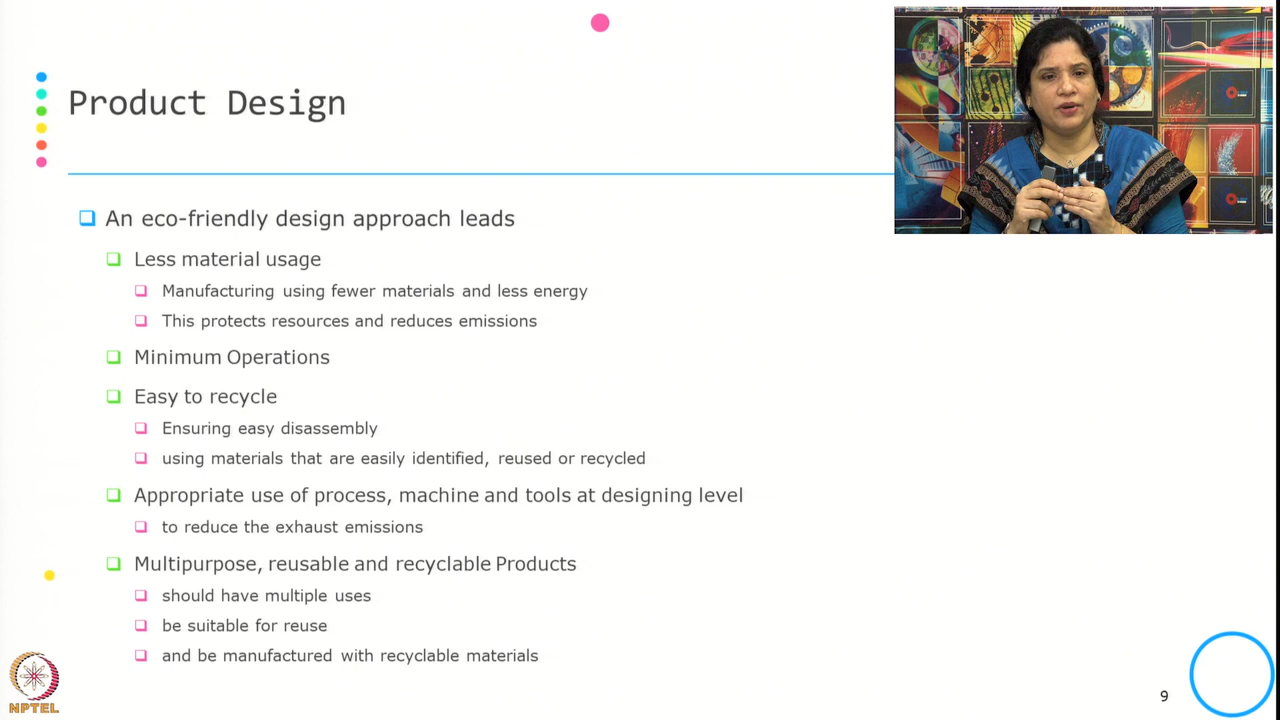 Product Design
An eco-friendly design approach leads
Less material usage
Manufacturing using fewer materials and less energy
This protects resources and reduces emissions
Minimum Operations
Easy to recycle
Ensuring easy disassembly
using materials that are easily identified, reused or recycled
Appropriate use of process, machine and tools at designing level
to reduce the exhaust emissions
Multipurpose, reusable and recyclable Products
should have multiple uses
be suitable for reuse
and be manufactured with recyclable materials
NPTEL
9